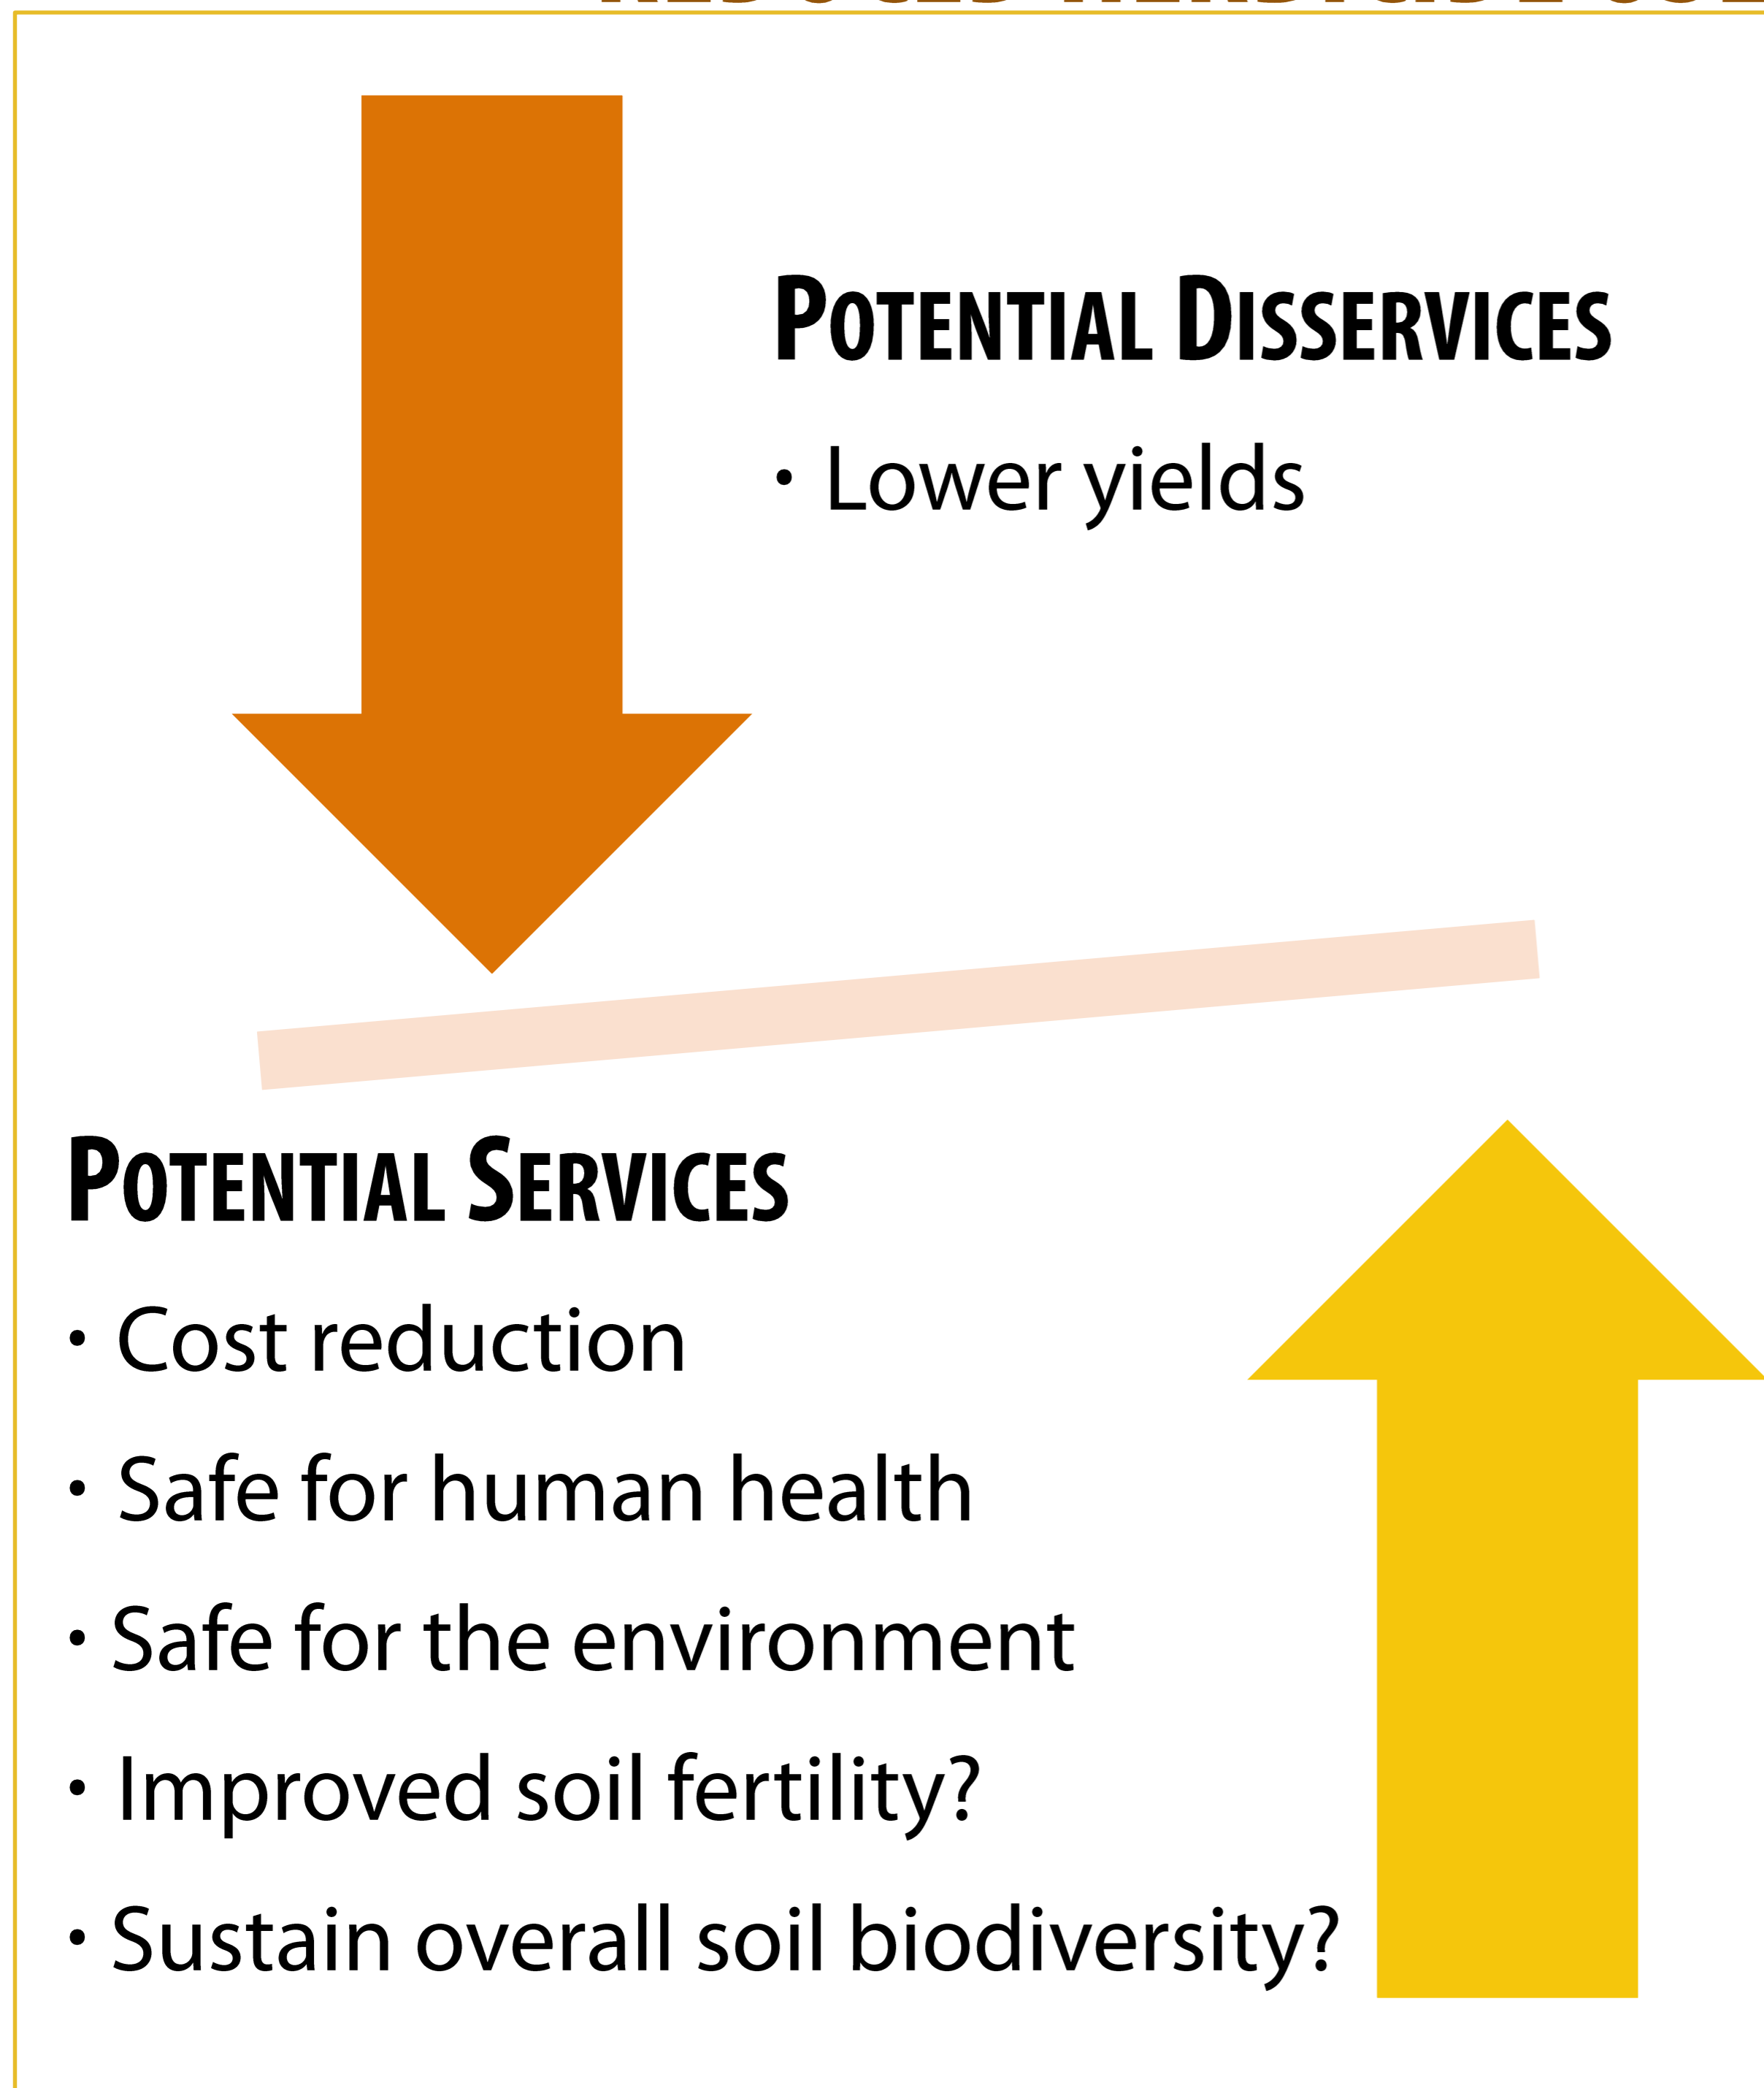 POTENTIAL DISSERVICES
• Lower yields
POTENTIAL SERVICES
• Cost reduction
• Safe for human health
• Safe for the environment
• Improved soil fertility?
• Sustain overall soil biodiversity?